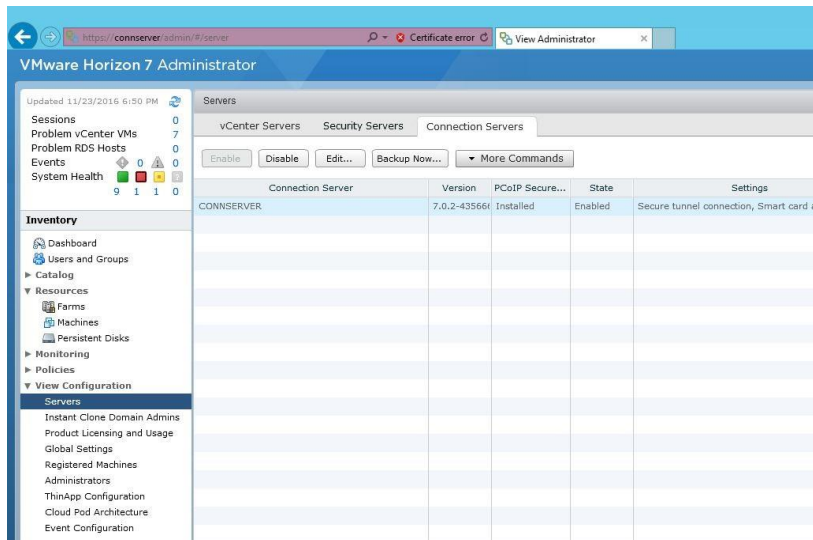 https://connserver/admin/#/server
Certificate error
View Administrator
VMware Horizon 7 Administrator
Updated 11/23/2016 6:50 PM
Sessions 0
Problem vCenter VMs 7
Problem RDS Hosts 0
Events 0 0
System Health
9 1 1 0
Inventory
Dashboard
Users and Groups
Catalog
Resources
Farms
Machines
Persistent Disks
Monitoring
Policies
View Configuration
Servers
Instant Clone Domain Admins
Product Licensing and Usage
Global Settings
Registered Machines
Administrators
ThinApp Configuration
Cloud Pod Architecture
Event Configuration
Servers
vCenter Servers Security Servers Connection Servers
Enable Disable Edit... Backup Now... More Commands
Connection Server Version PCoIP Secure... State Settings
CONNSERVER 7.0.2-43566 Installed Enabled Secure tunnel connection, Smart card